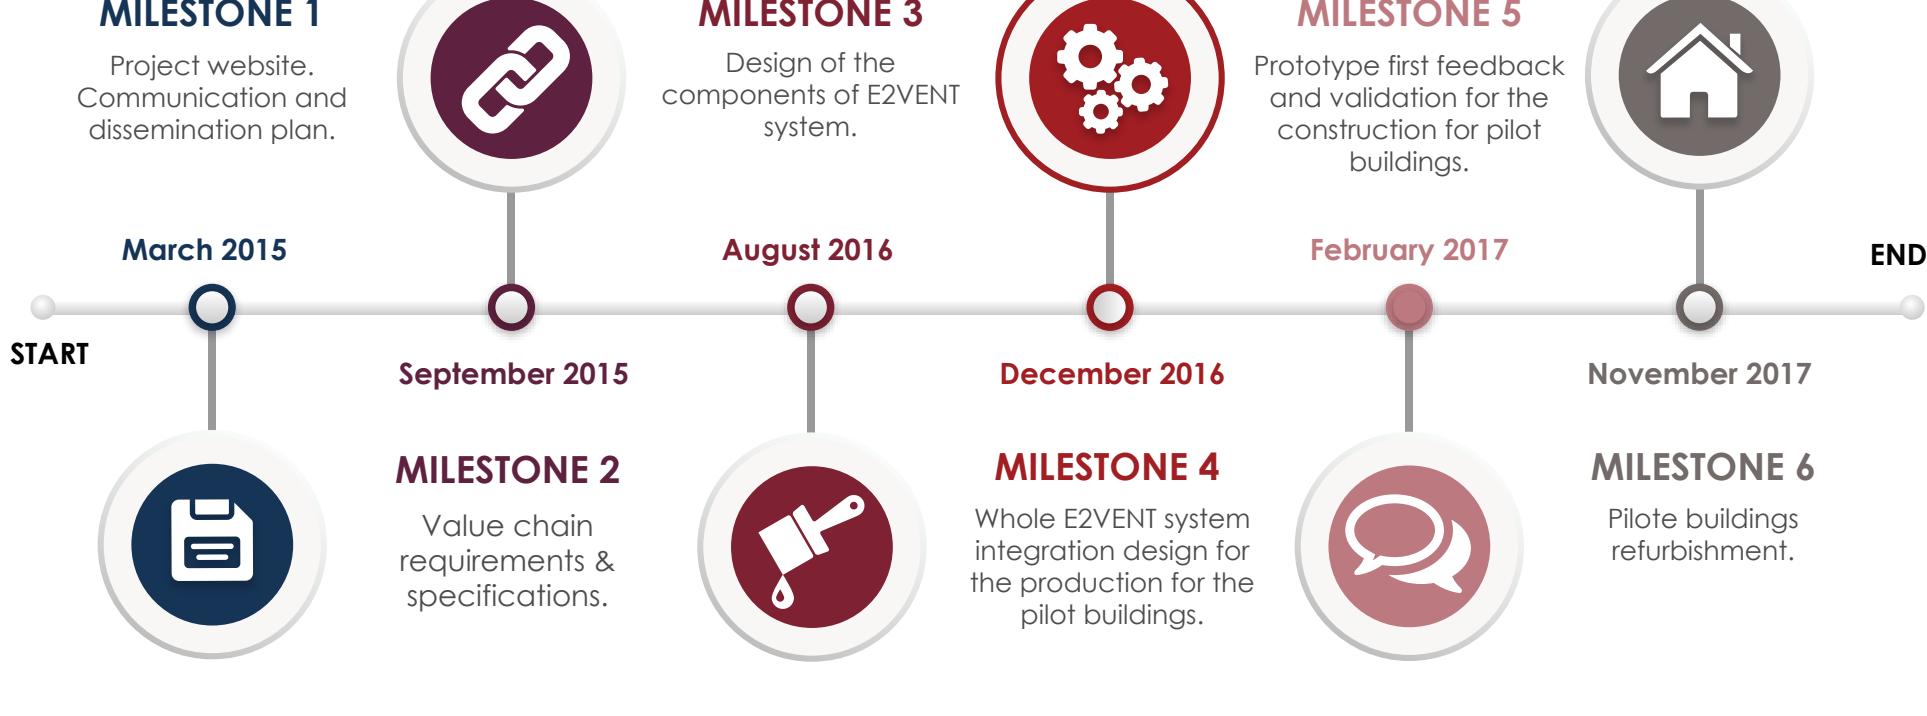 MILESTONE 1
Project website.
Communication and
dissemination plan.
MILESTONE 3
Design of the
components of E2VENT
system.
MILESTONE 5
Prototype first feedback
and validation for the
construction for pilot
buildings.
March 2015
August 2016
February 2017
END
START
September 2015
December 2016
November 2017
MILESTONE 2
Value chain
requirements &
specifications.
MILESTONE 4
Whole E2VENT system
integration design for
the production for the
pilot buildings.
MILESTONE 6
Pilote buildings
refurbishment.